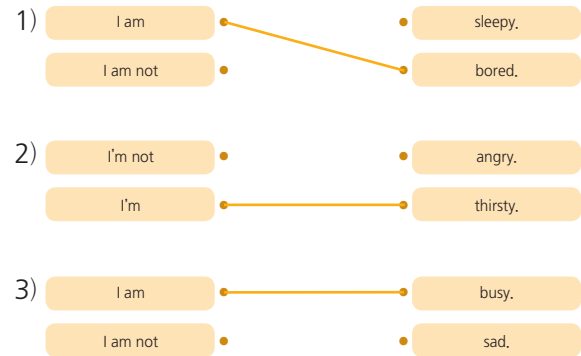 1) I am sleepy.
I am not bored.
2) I'm not angry.
I'm thirsty.
3) I am busy.
I am not sad.